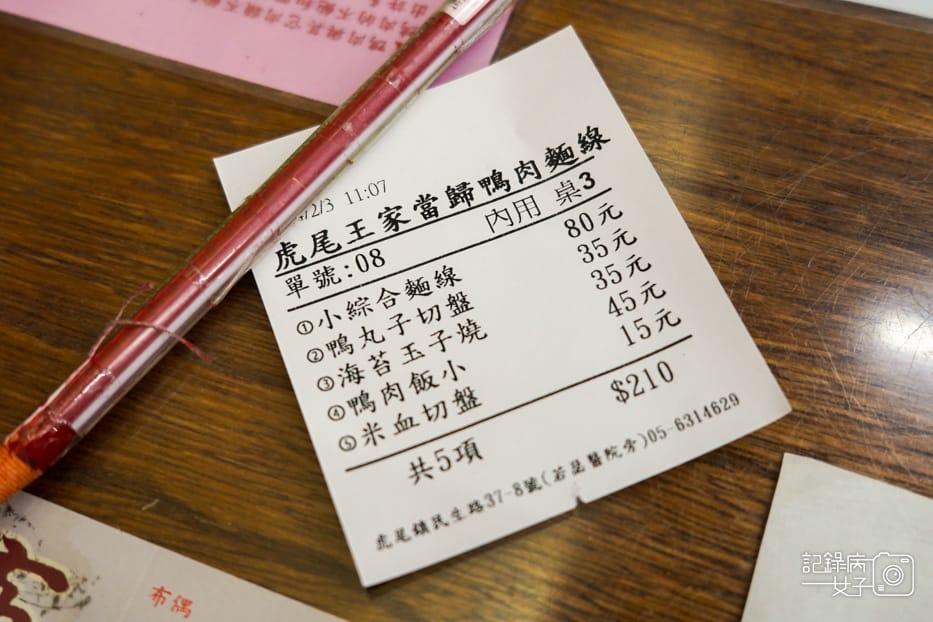 /2/3 11:07
虎尾王家當歸鴨肉麵線
單號:08 內用 桌3
①小綜合麵線 80元
②鴨丸子切盤 35元
③海苔玉子燒 35元
④鴨肉飯小 45元
⑤米血切盤 15元
共5項 $210
虎尾鎮民生路37-8號(若瑟醫院旁)05-6314629
布偶
記錄病
女子